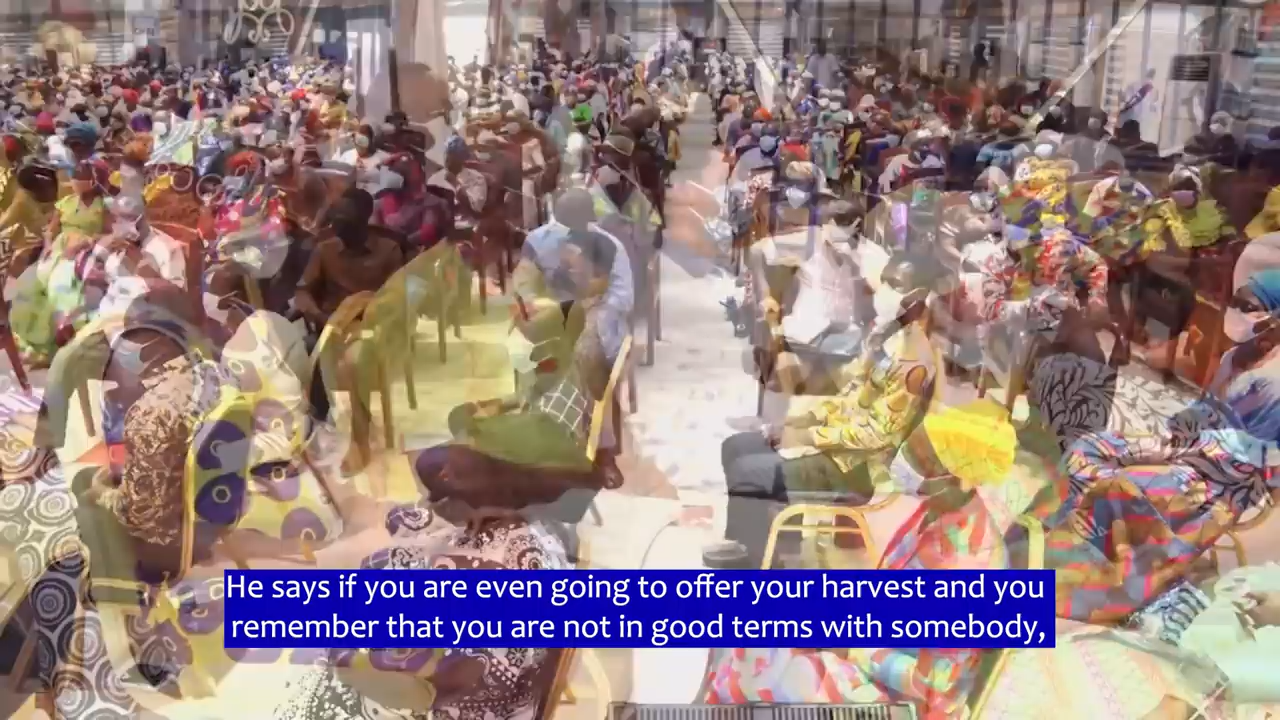 He says if you are even going to offer your harvest and you
remember that you are not in good terms with somebody,